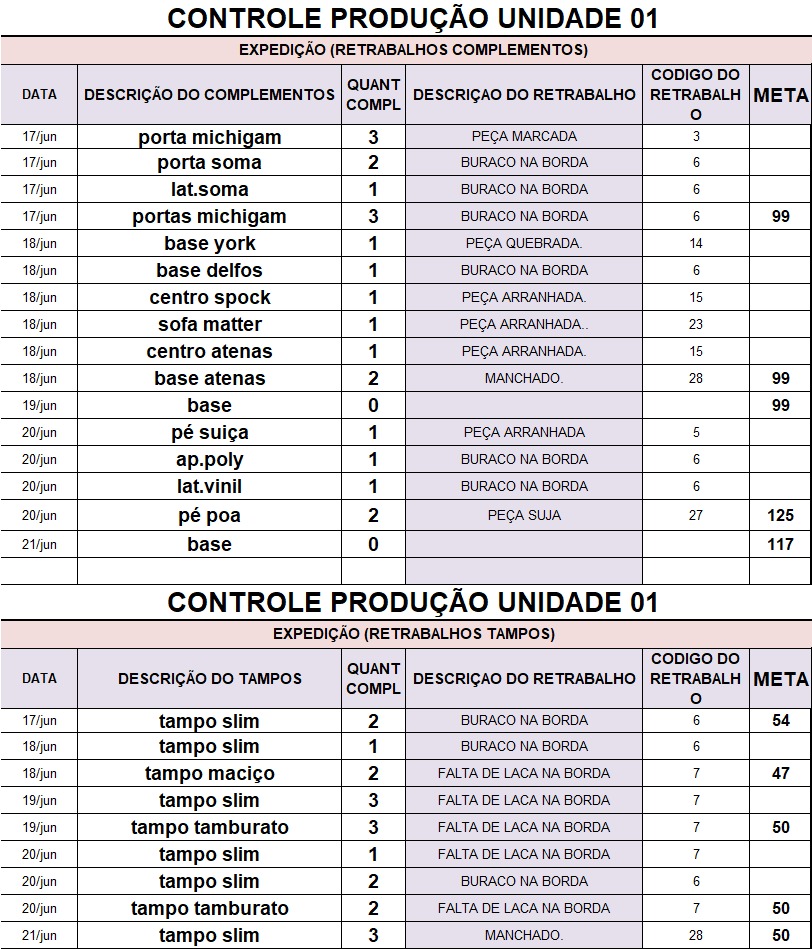 CONTROLE PRODUÇÃO UNIDADE 01
EXPEDIÇÃO (RETRABALHOS COMPLEMENTOS)
DATA DESCRIÇÃO DO COMPLEMENTOS QUANT COMPL DESCRIÇAO DO RETRABALHO CODIGO DO RETRABALHO META
17/jun porta michigam 3 PEÇA MARCADA 3
17/jun porta soma 2 BURACO NA BORDA 6
17/jun lat.soma 1 BURACO NA BORDA 6
17/jun portas michigam 3 BURACO NA BORDA 6 99
18/jun base york 1 PEÇA QUEBRADA. 14
18/jun base delfos 1 BURACO NA BORDA 6
18/jun centro spock 1 PEÇA ARRANHADA. 15
18/jun sofa matter 1 PEÇA ARRANHADA.. 23
18/jun centro atenas 1 PEÇA ARRANHADA. 15
18/jun base atenas 2 MANCHADO. 28 99
19/jun base 0 99
20/jun pé suiça 1 PEÇA ARRANHADA 5
20/jun ap.poly 1 BURACO NA BORDA 6
20/jun lat.vinil 1 BURACO NA BORDA 6
20/jun pé poa 2 PEÇA SUJA 27 125
21/jun base 0 117
CONTROLE PRODUÇÃO UNIDADE 01
EXPEDIÇÃO (RETRABALHOS TAMPOS)
DATA DESCRIÇÃO DO TAMPOS QUANT COMPL DESCRIÇAO DO RETRABALHO CODIGO DO RETRABALHO META
17/jun tampo slim 2 BURACO NA BORDA 6 54
18/jun tampo slim 1 BURACO NA BORDA 6
18/jun tampo maciço 2 FALTA DE LACA NA BORDA 7 47
19/jun tampo slim 3 FALTA DE LACA NA BORDA 7
19/jun tampo tamburato 3 FALTA DE LACA NA BORDA 7 50
20/jun tampo slim 1 FALTA DE LACA NA BORDA 7
20/jun tampo slim 2 BURACO NA BORDA 6
20/jun tampo tamburato 2 FALTA DE LACA NA BORDA 7 50
21/jun tampo slim 3 MANCHADO. 28 50